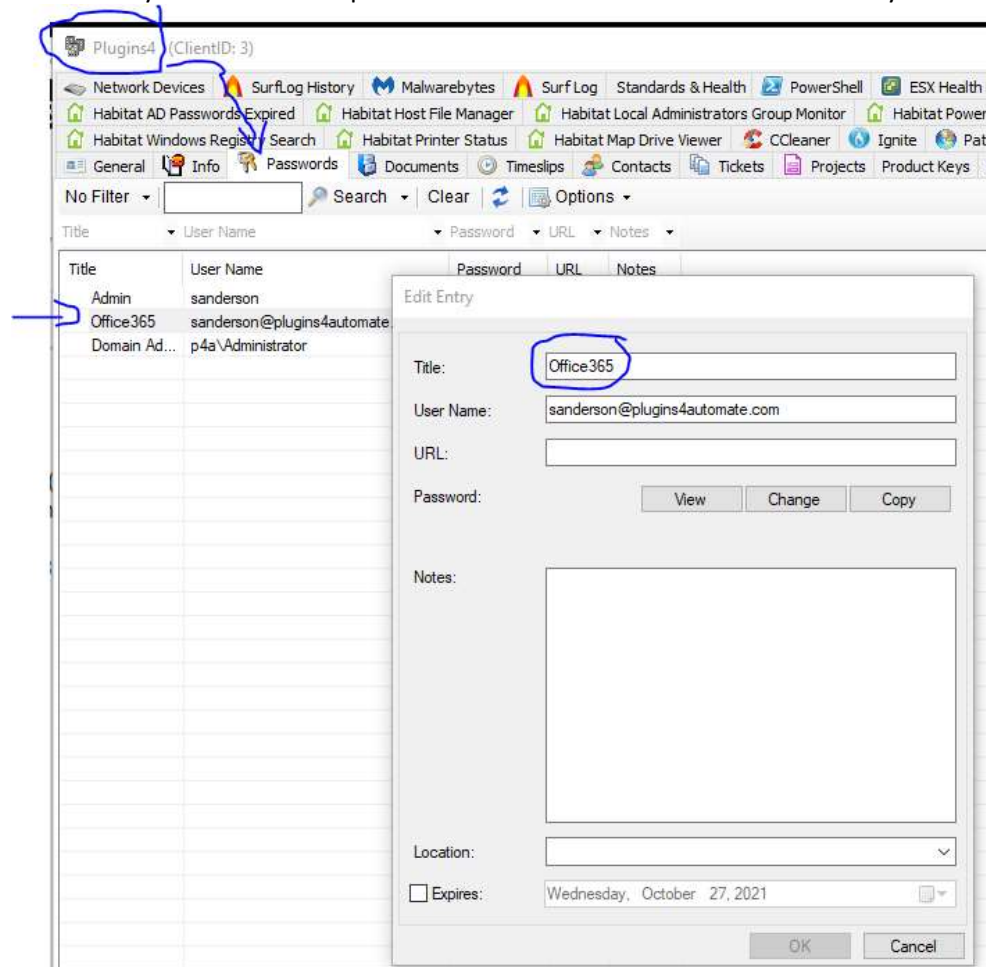 Plugins4 (ClientID: 3)
Network Devices SurfLog History Malwarebytes Surf Log Standards & Health PowerShell ESX Health
Habitat AD Passwords Expired Habitat Host File Manager Habitat Local Administrators Group Monitor Habitat Power
Habitat Windows Registry Search Habitat Printer Status Habitat Map Drive Viewer CCleaner Ignite Pat
General Info Passwords Documents Timeslips Contacts Tickets Projects Product Keys
No Filter Search Clear Options
Title User Name Password URL Notes
Title User Name Password URL Notes
Admin sanderson
Office365 sanderson@plugins4automate.
Domain Ad... p4a\Administrator
Edit Entry
Title: Office365
User Name: sanderson@plugins4automate.com
URL:
Password: View Change Copy
Notes:
Location:
Expires: Wednesday, October 27, 2021
OK Cancel